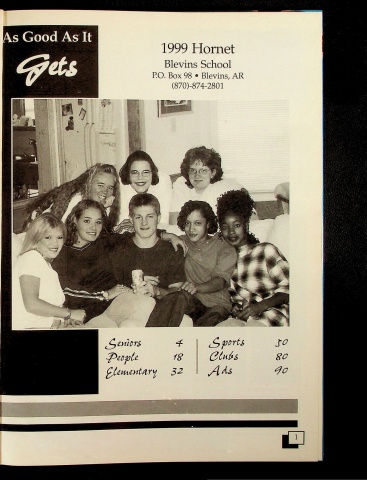 As Good As It
Gets
1999 Hornet
Blevins School
P.O. Box 98 • Blevins, AR
(870)-874-2801
Seniors 4
People 18
Elementary 32
Sports 50
Clubs 80
Ads 90
1